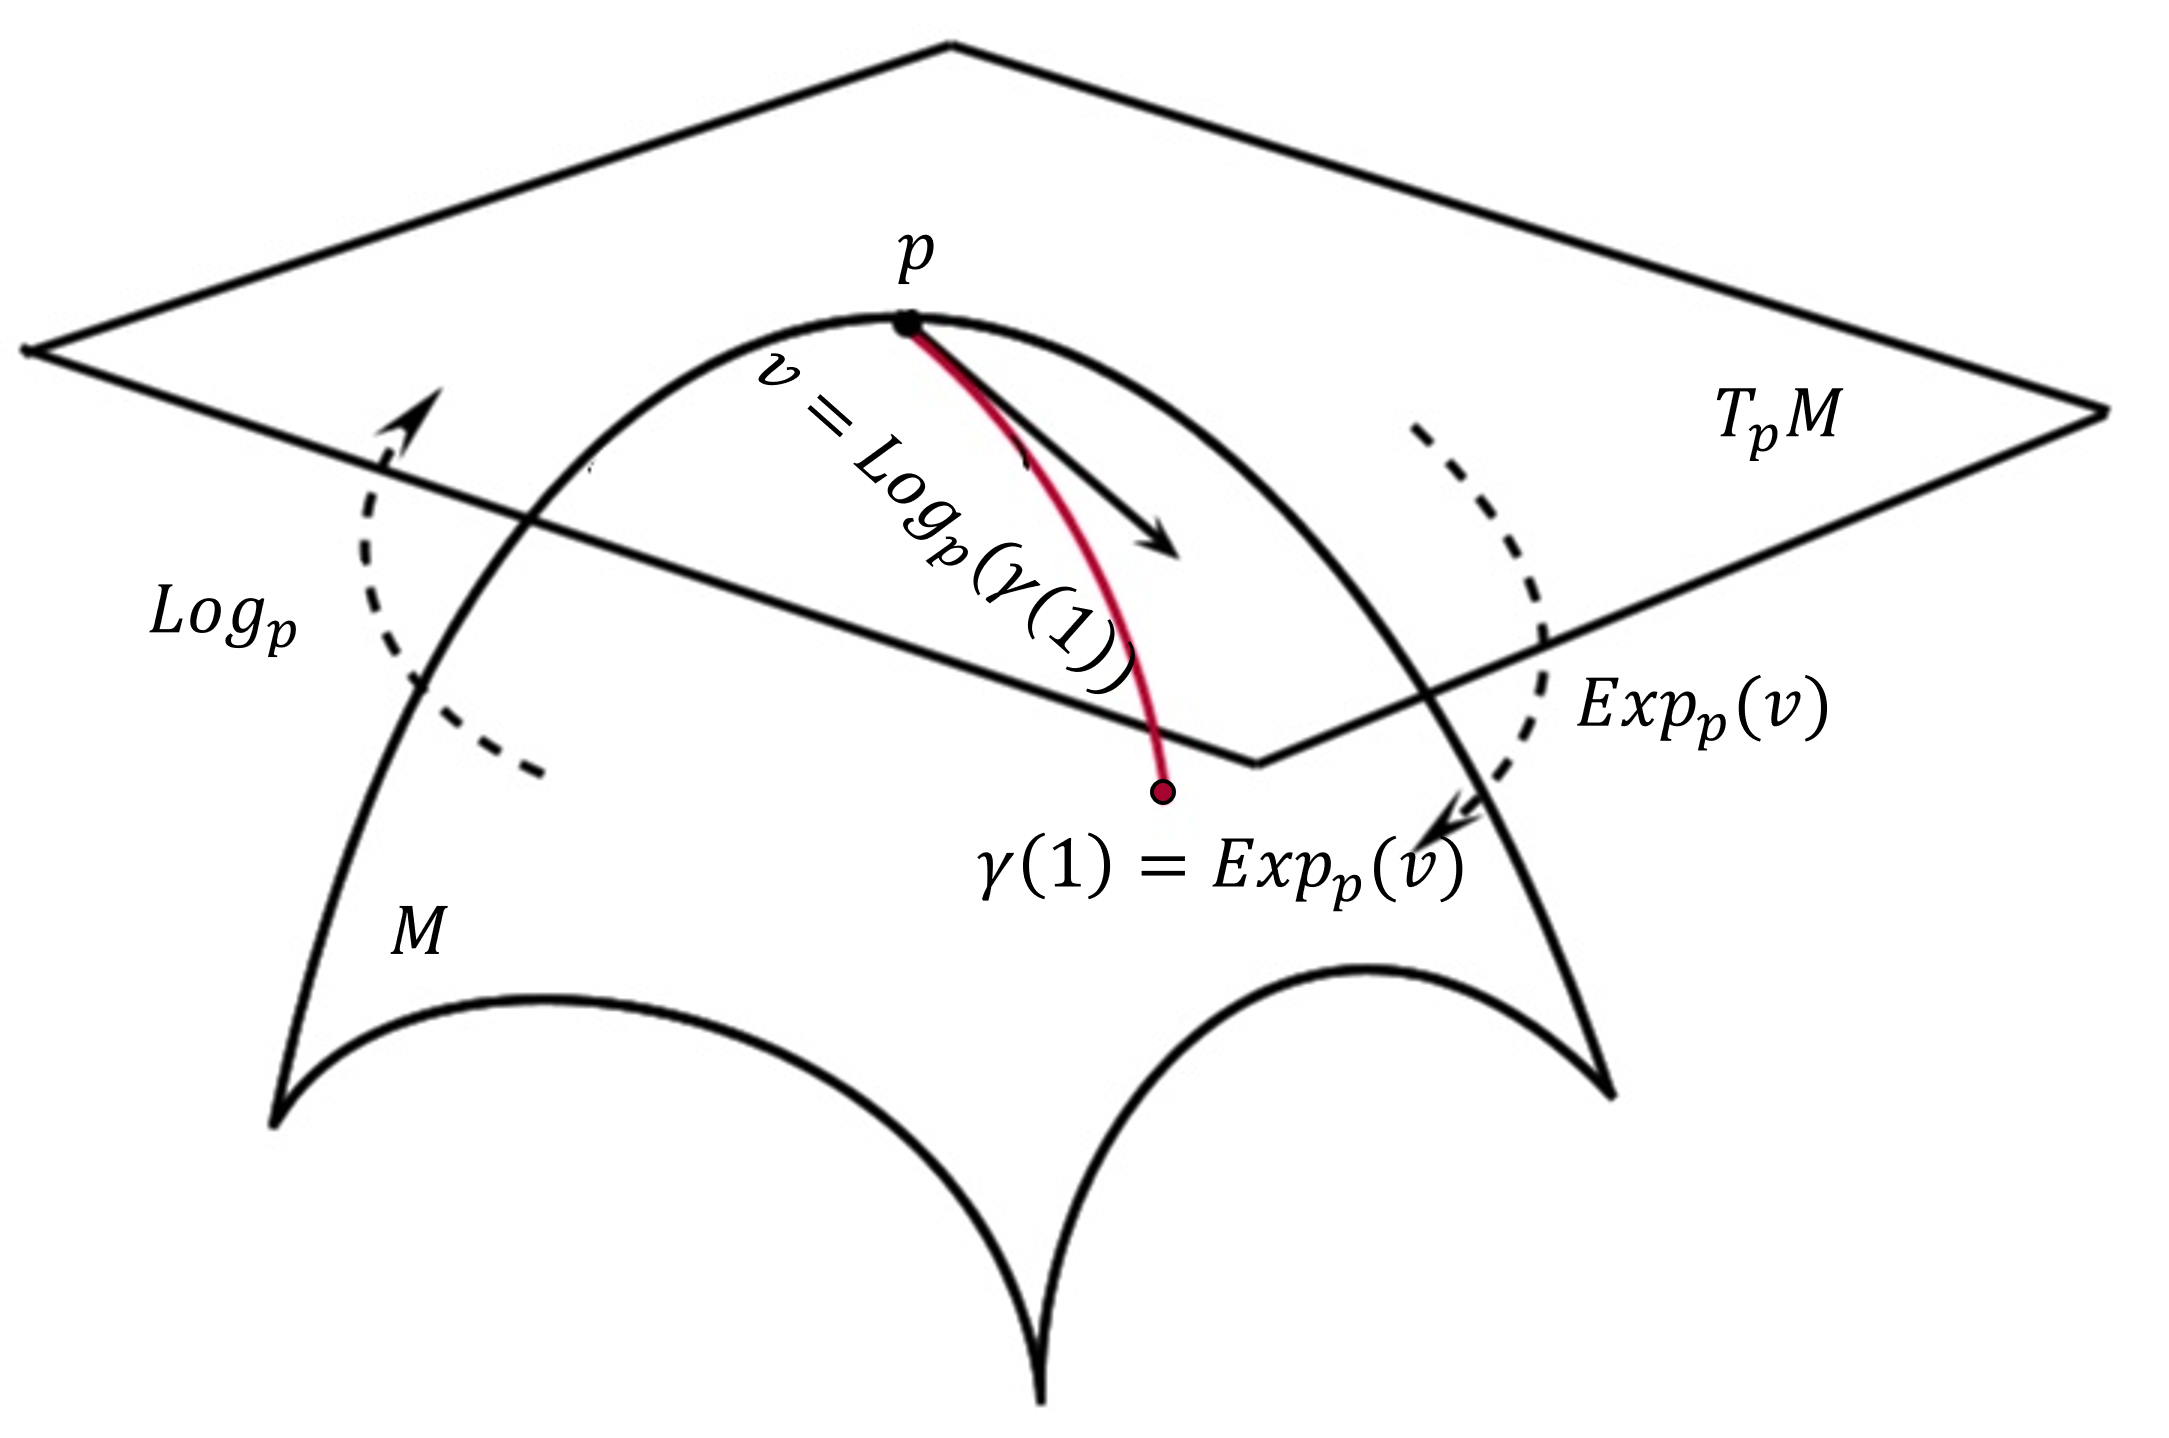 p
v = Log_p(γ(1))
T_pM
Log_p
Exp_p(v)
γ(1) = Exp_p(v)
M